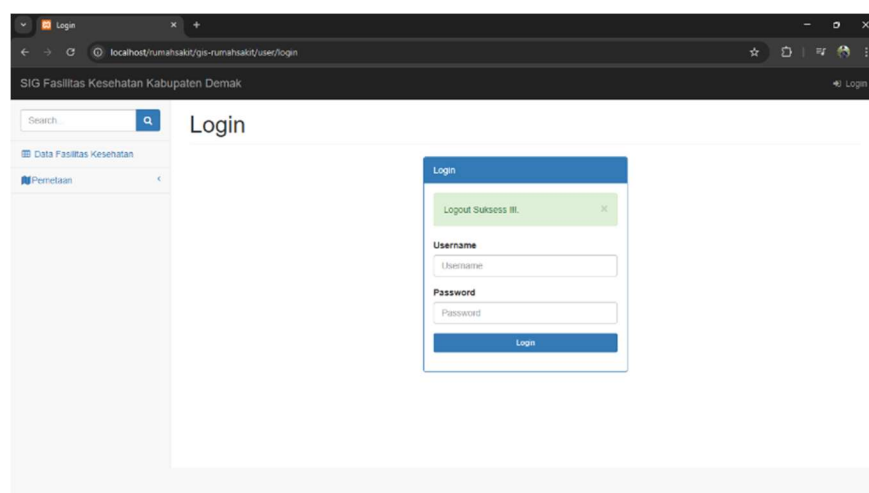 Login
localhost/rumahsakit/gis-rumahsakit/user/login
SIG Fasilitas Kesehatan Kabupaten Demak
Login
Search...
Login
Data Fasilitas Kesehatan
Pemetaan
Login
Logout Suksess !!!.
Username
Username
Password
Password
Login